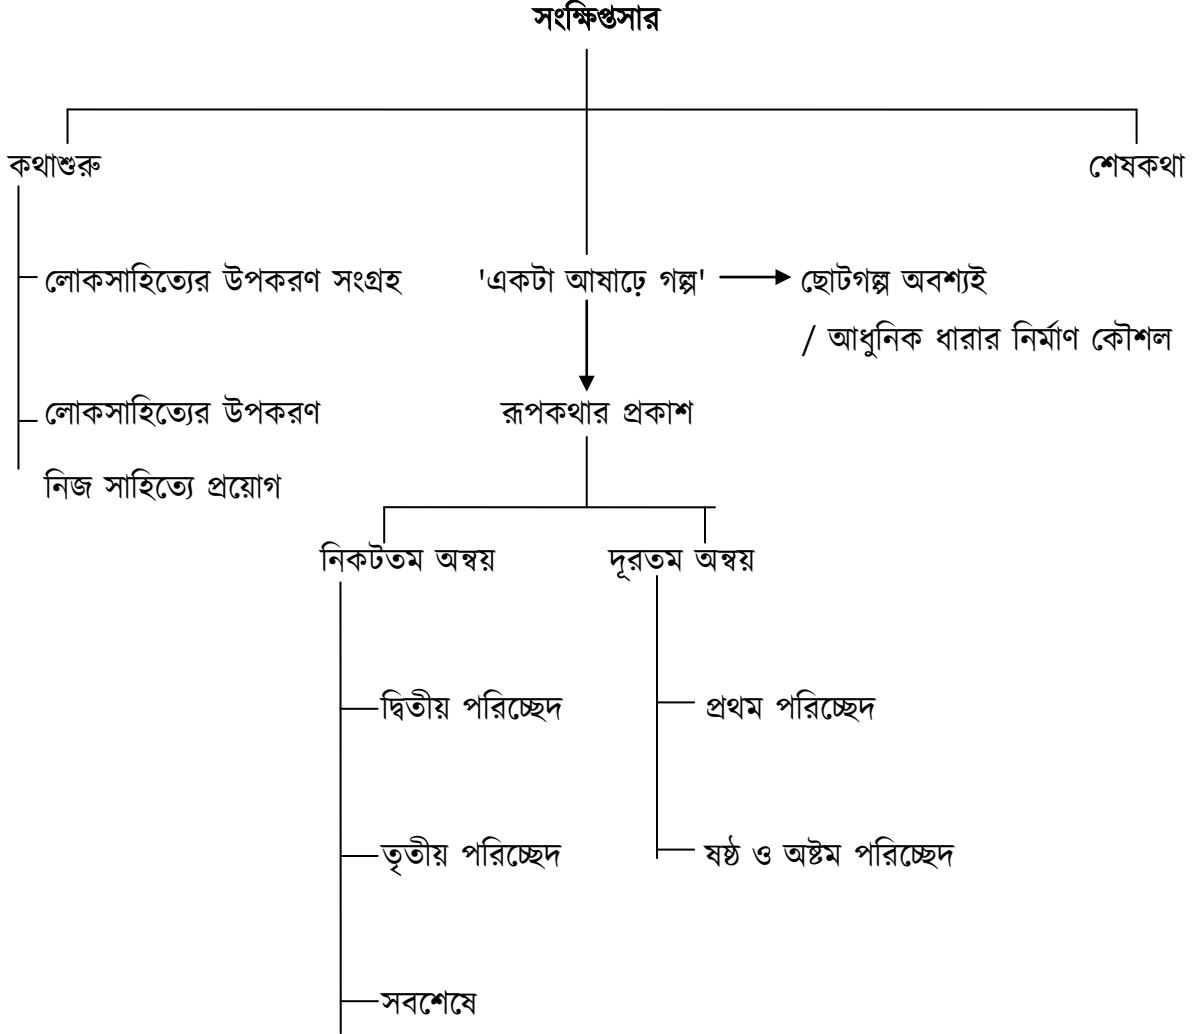 সংক্ষিপ্তসার
কথাশুরু
শেষকথা
লোকসাহিত্যের উপকরণ সংগ্রহ
'একটা আষাঢ়ে গল্প'
ছোটগল্প অবশ্যই
/ আধুনিক ধারার নির্মাণ কৌশল
লোকসাহিত্যের উপকরণ
নিজ সাহিত্যে প্রয়োগ
রূপকথার প্রকাশ
নিকটতম অন্বয়
দূরতম অন্বয়
দ্বিতীয় পরিচ্ছেদ
প্রথম পরিচ্ছেদ
তৃতীয় পরিচ্ছেদ
ষষ্ঠ ও অষ্টম পরিচ্ছেদ
সবশেষে